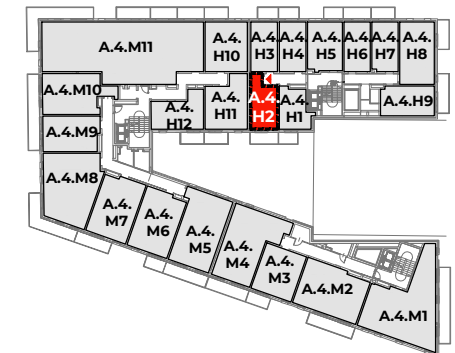 A.4.M11
A.4.
H10
A.4.
H3
A.4.
H4
A.4.
H5
A.4.
H6
A.4.
H7
A.4.
H8
A.4.M10
A.4.
H12
A.4.
H11
A.4.
H2
A.4.
H1
A.4.H9
A.4.M9
A.4.M8
A.4.
M7
A.4.
M6
A.4.
M5
A.4.
M4
A.4.
M3
A.4.M2
A.4.M1